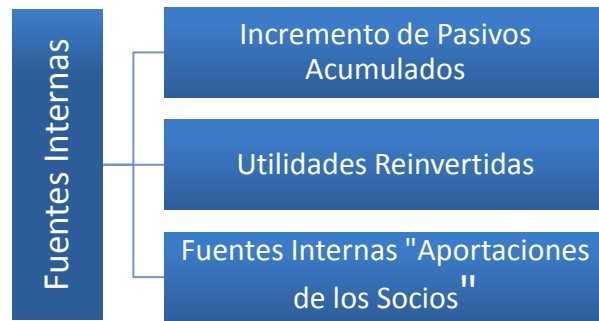 Fuentes Internas
Incremento de Pasivos
Acumulados
Utilidades Reinvertidas
Fuentes Internas "Aportaciones
de los Socios"